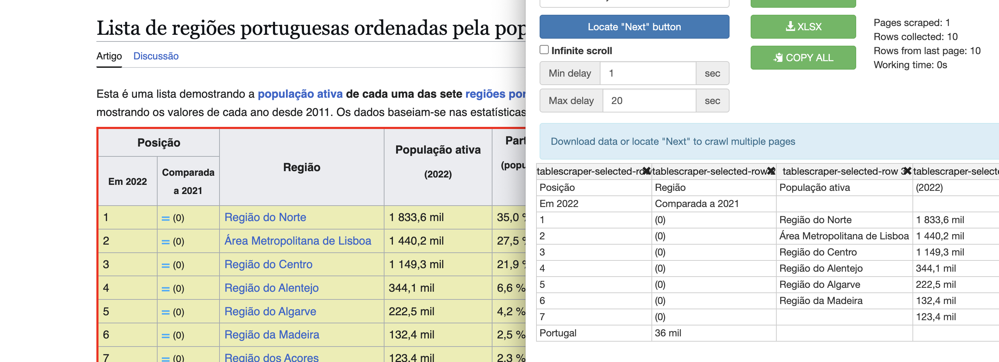 Lista de regiões portuguesas ordenadas pela pop
Artigo Discussão
Esta é uma lista demostrando a população ativa de cada uma das sete regiões por
mostrando os valores de cada ano desde 2011. Os dados baseiam-se nas estatísticas
Posição Região População ativa (2022) Part (popu
Em 2022 Comparada a 2021
1 = (0) Região do Norte 1 833,6 mil 35,0 %
2 = (0) Área Metropolitana de Lisboa 1 440,2 mil 27,5 %
3 = (0) Região do Centro 1 149,3 mil 21,9 %
4 = (0) Região do Alentejo 344,1 mil 6,6 %
5 = (0) Região do Algarve 222,5 mil 4,2 %
6 = (0) Região da Madeira 132,4 mil 2,5 %
7 = (0) Região dos Açores 123,4 mil 2,3 %
Locate "Next" button
Infinite scroll
Min delay 1 sec
Max delay 20 sec
XLSX
COPY ALL
Pages scraped: 1
Rows collected: 10
Rows from last page: 10
Working time: 0s
Download data or locate "Next" to crawl multiple pages
tablescraper-selected-row tablescraper-selected-row 2 tablescraper-selected-row 3 tablescraper-selecte
Posição Região População ativa (2022)
Em 2022 Comparada a 2021
1 (0) Região do Norte 1 833,6 mil
2 (0) Área Metropolitana de Lisboa 1 440,2 mil
3 (0) Região do Centro 1 149,3 mil
4 (0) Região do Alentejo 344,1 mil
5 (0) Região do Algarve 222,5 mil
6 (0) Região da Madeira 132,4 mil
7 (0) 123,4 mil
Portugal 36 mil